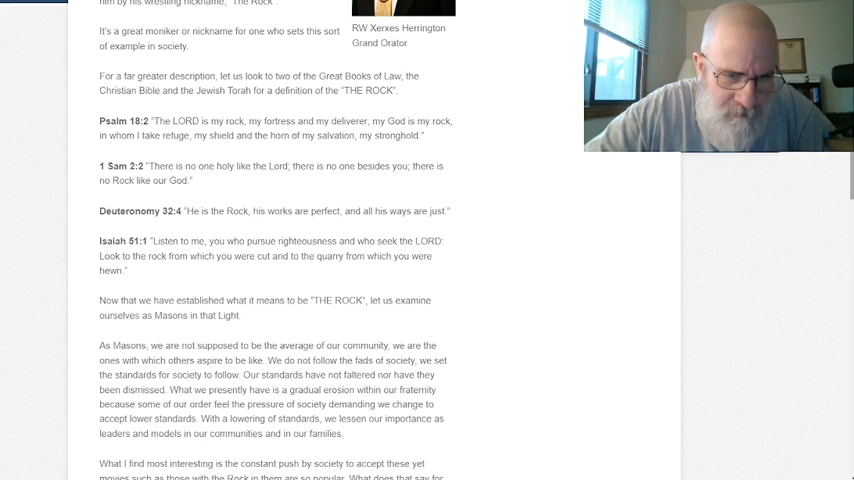 him by his wrestling nickname, "The Rock".
It's a great moniker or nickname for one who sets this sort
of example in society.
RW Xerxes Herrington
Grand Orator
For a far greater description, let us look to two of the Great Books of Law, the
Christian Bible and the Jewish Torah for a definition of the "THE ROCK".
Psalm 18:2 "The LORD is my rock, my fortress and my deliverer; my God is my rock,
in whom I take refuge, my shield and the horn of my salvation, my stronghold."
1 Sam 2:2 "There is no one holy like the Lord; there is no one besides you; there is
no Rock like our God."
Deuteronomy 32:4 "He is the Rock, his works are perfect, and all his ways are just."
Isaiah 51:1 "Listen to me, you who pursue righteousness and who seek the LORD:
Look to the rock from which you were cut and to the quarry from which you were
hewn."
Now that we have established what it means to be "THE ROCK", let us examine
ourselves as Masons in that Light.
As Masons, we are not supposed to be the average of our community, we are the
ones with which others aspire to be like. We do not follow the fads of society, we set
the standards for society to follow. Our standards have not faltered nor have they
been dismissed. What we presently have is a gradual erosion within our fraternity
because some of our order feel the pressure of society demanding we change to
accept lower standards. With a lowering of standards, we lessen our importance as
leaders and models in our communities and in our families.
What I find most interesting is the constant push by society to accept these yet
movies such as those with the Rock in them are so popular. What does that say for